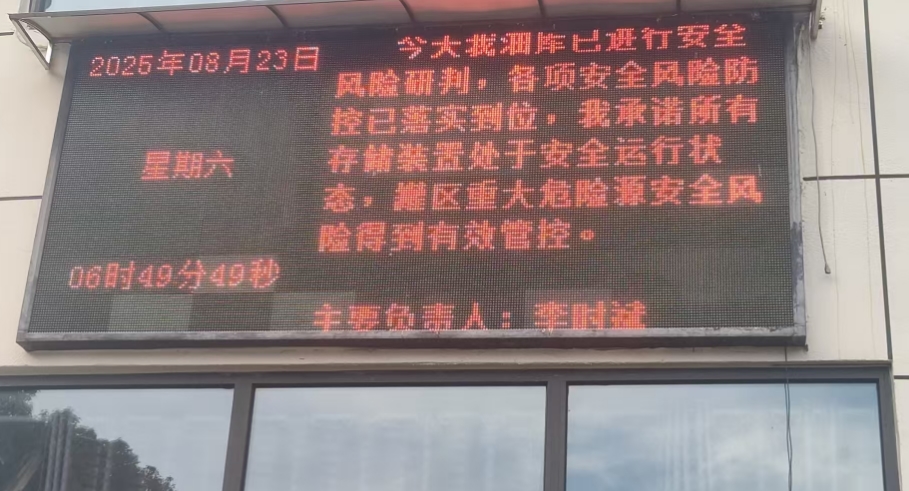 2025年08月23日
星期六
06时49分49秒
今天我油库已进行安全
风险研判，各项安全风险防
控已落实到位，我承诺所有
存储装置处于安全运行状
态，罐区重大危险源安全风
险得到有效管控。
主要负责人：李时诚